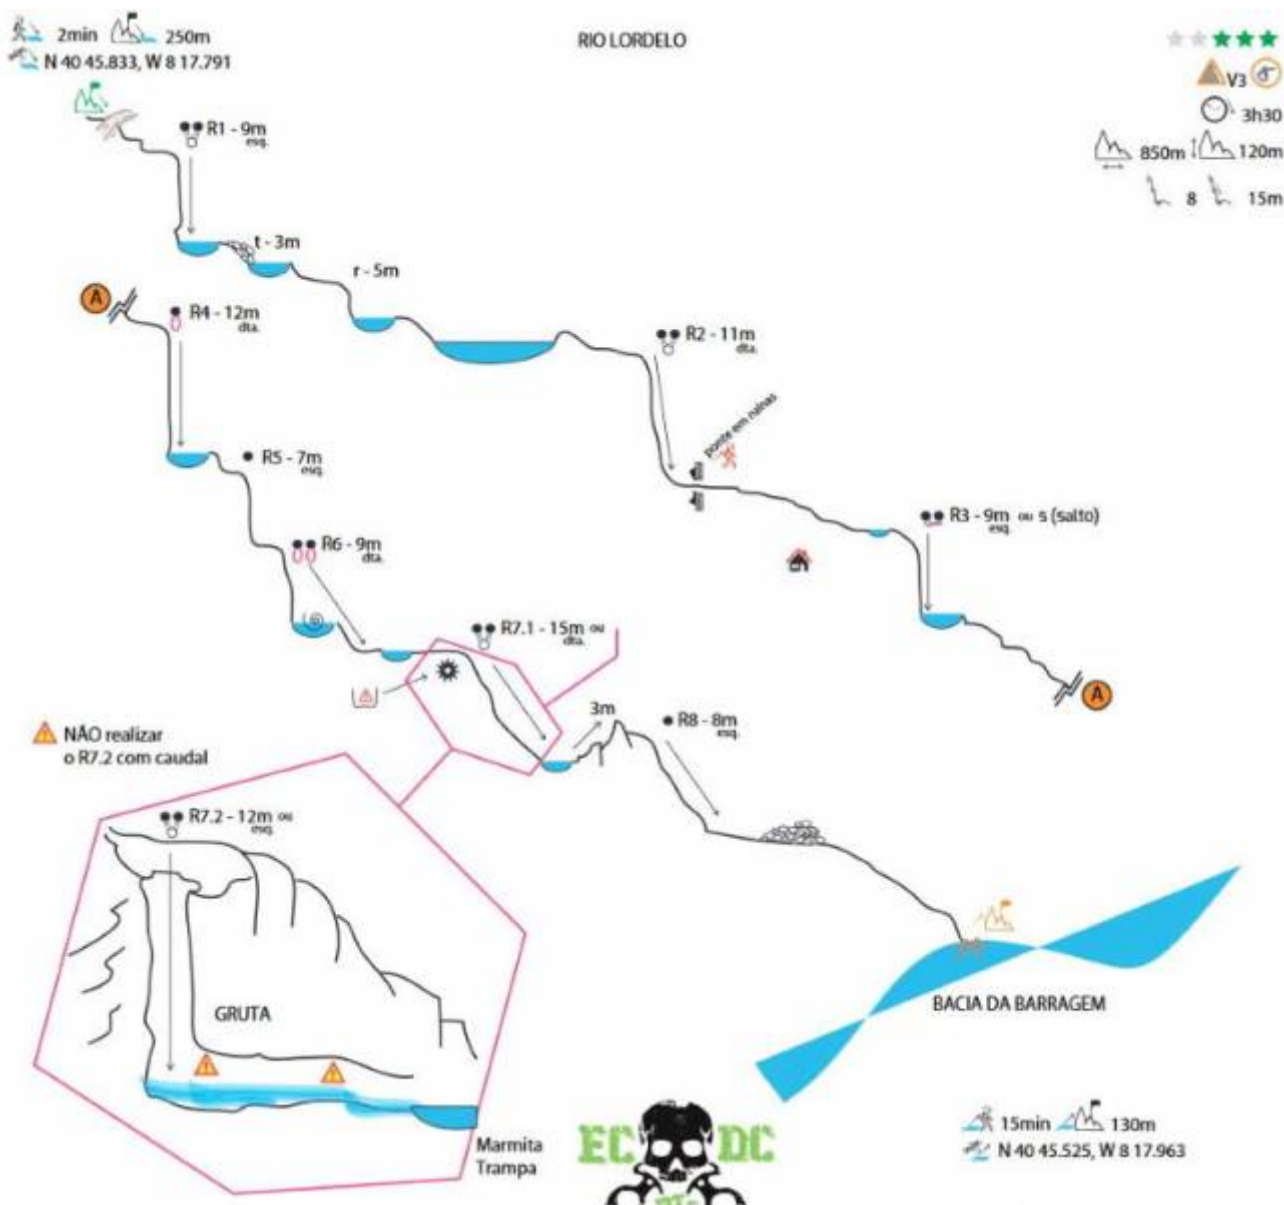 2min 250m
N 40 45.833, W 8 17.791
RIO LORDELO
V3
3h30
850m 120m
8 15m
R1 - 9m
esq.
t - 3m
r - 5m
A
R4 - 12m
dta.
R2 - 11m
dta.
ponte em ruínas
R5 - 7m
esq.
R3 - 9m ou s (salto)
esq.
R6 - 9m
dta.
R7.1 - 15m ou
dta.
A
3m
R8 - 8m
esq.
NÃO realizar
o R7.2 com caudal
R7.2 - 12m ou
esq.
GRUTA
BACIA DA BARRAGEM
Marmita
Trampa
EC DC
15min 130m
N 40 45.525, W 8 17.963